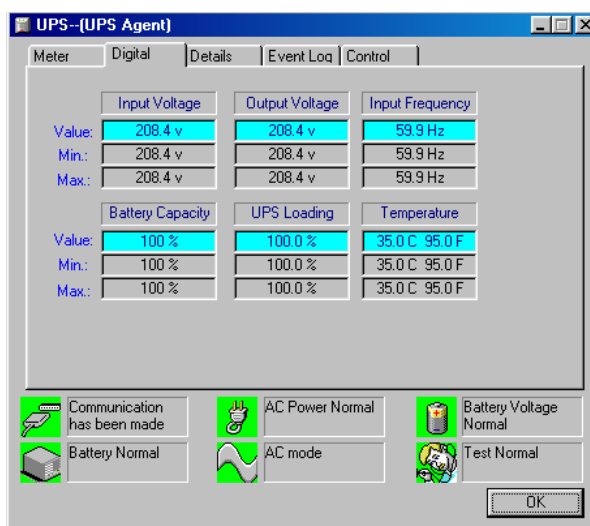 UPS--(UPS Agent)
Meter Digital Details Event Log Control
Input Voltage Output Voltage Input Frequency
Value: 208.4 v 208.4 v 59.9 Hz
Min.: 208.4 v 208.4 v 59.9 Hz
Max.: 208.4 v 208.4 v 59.9 Hz
Battery Capacity UPS Loading Temperature
Value: 100 % 100.0 % 35.0 C 95.0 F
Min.: 100 % 100.0 % 35.0 C 95.0 F
Max.: 100 % 100.0 % 35.0 C 95.0 F
Communication has been made AC Power Normal Battery Voltage Normal
Battery Normal AC mode Test Normal
OK